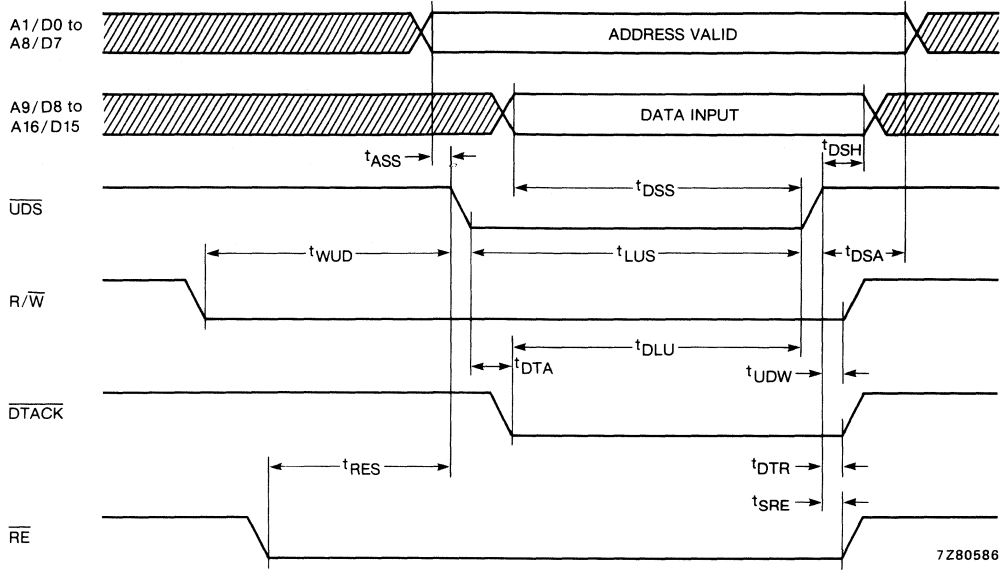 A1/D0 to
A8/D7
ADDRESS VALID
A9/D8 to
A16/D15
DATA INPUT
tASS
tDSH
UDS
tDSS
tWUD
tLUS
tDSA
R/W
tDLU
tDTA
tUDW
DTACK
tRES
tDTR
tSRE
RE
7Z80586